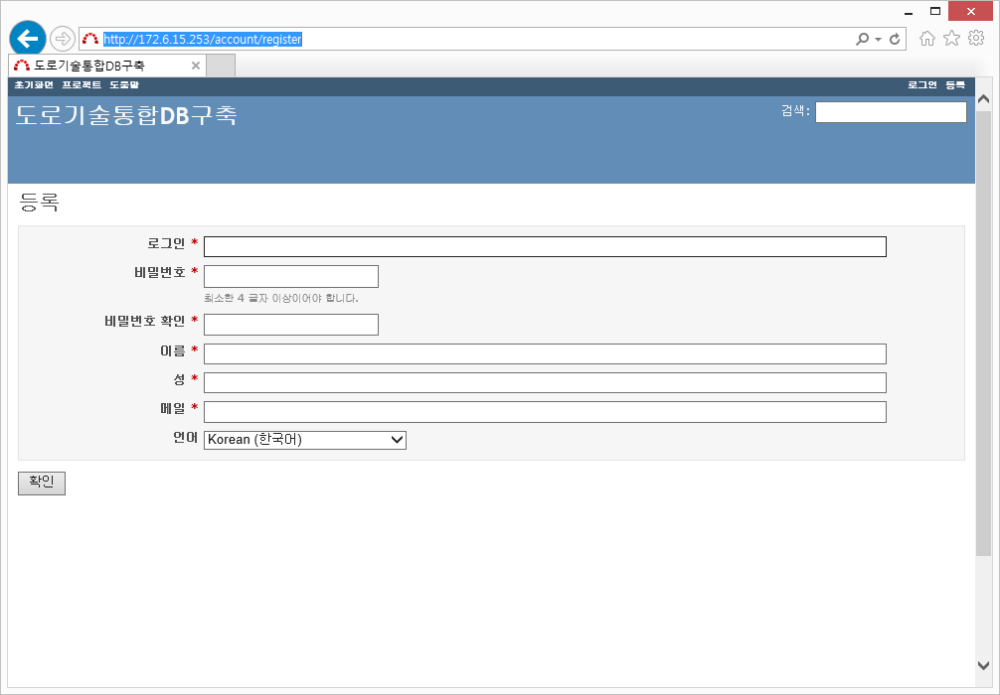 http://172.6.15.253/account/register
도로기술통합DB구축
초기화면 프로젝트 도움말 로그인 등록
도로기술통합DB구축 검색:
등록
로그인 *
비밀번호 *
최소한 4 글자 이상이어야 합니다.
비밀번호 확인 *
이름 *
성 *
메일 *
언어 Korean (한국어)
확인